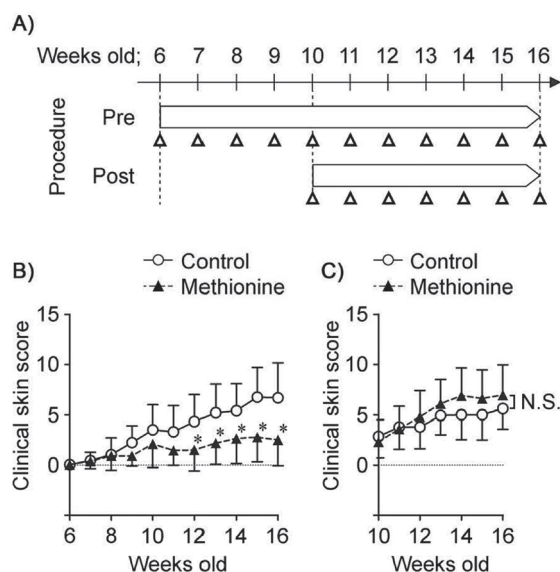 A)
Weeks old; 6 7 8 9 10 11 12 13 14 15 16
Procedure
Pre
Post
B)
Control
Methionine
Clinical skin score
15
10
5
0
* * * * *
6 8 10 12 14 16
Weeks old
C)
Control
Methionine
Clinical skin score
15
10
5
0
N.S.
10 12 14 16
Weeks old